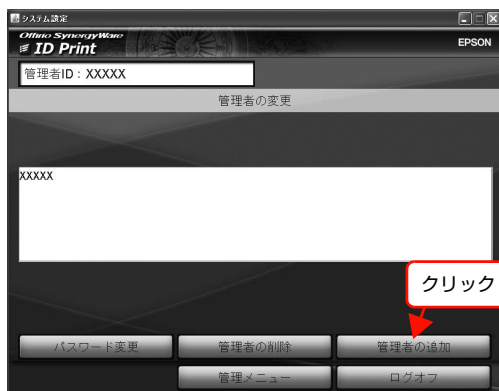 システム設定
Offirio SynergyWare
ID Print
EPSON
管理者ID：XXXXX
管理者の変更
XXXXX
クリック
パスワード変更
管理者の削除
管理者の追加
管理メニュー
ログオフ